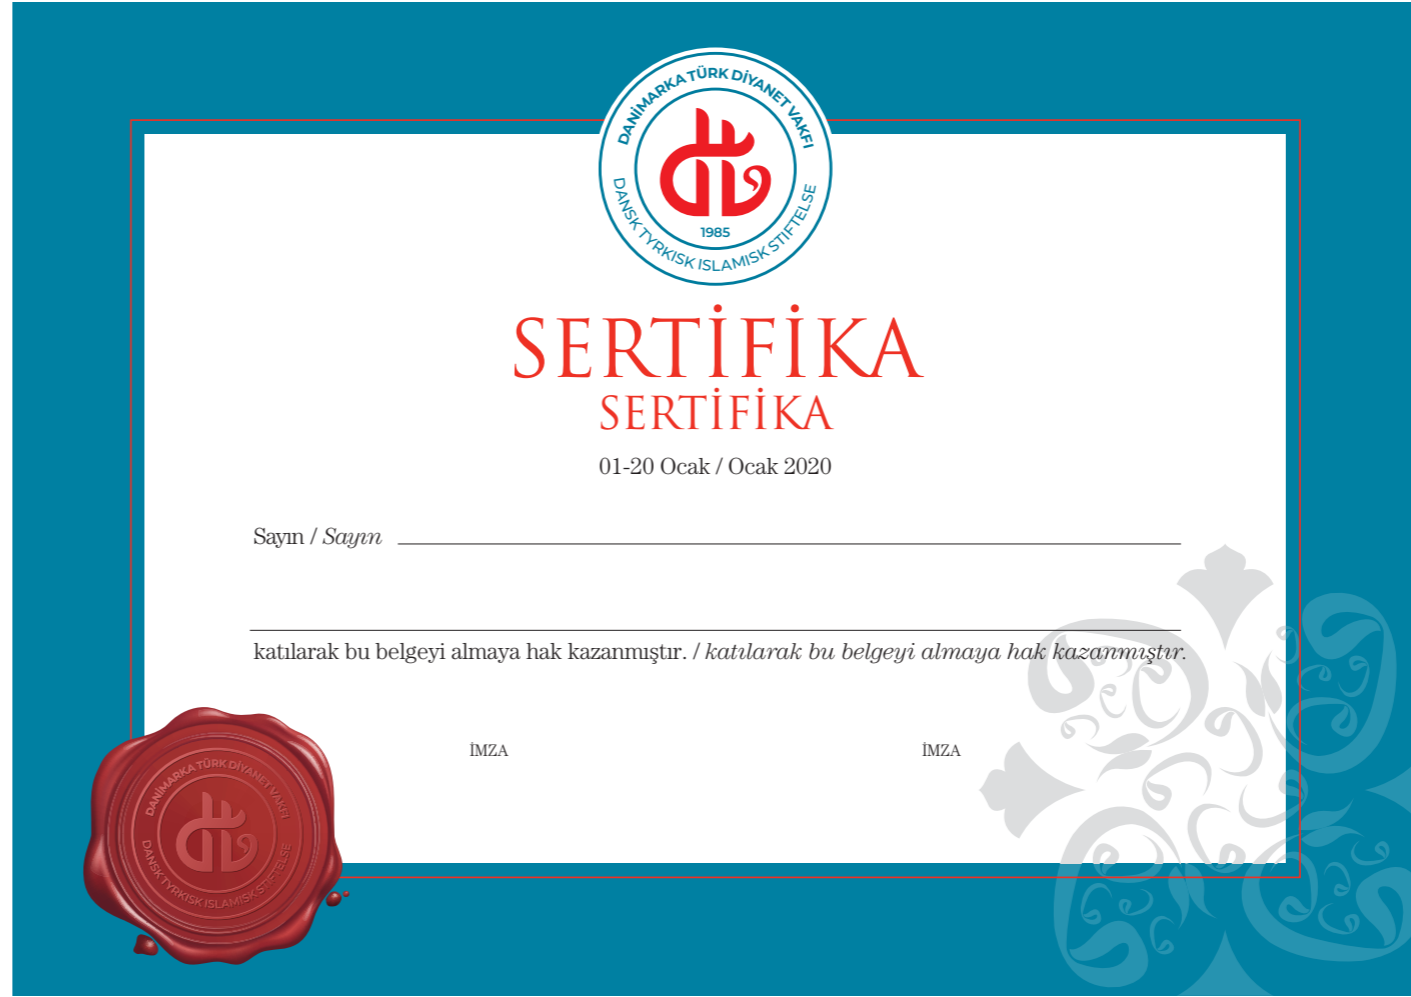 DANİMARKA TÜRK DİYANET VAKFI
1985
DANSK TYRKISK ISLAMISK STIFTELSE
SERTİFİKA
SERTİFİKA
01-20 Ocak / Ocak 2020
Sayın / Sayın
katılarak bu belgeyi almaya hak kazanmıştır. / katılarak bu belgeyi almaya hak kazanmıştır.
İMZA
İMZA
DANİMARKA TÜRK DİYANET VAKFI
DANSK TYRKISK ISLAMISK STIFTELSE